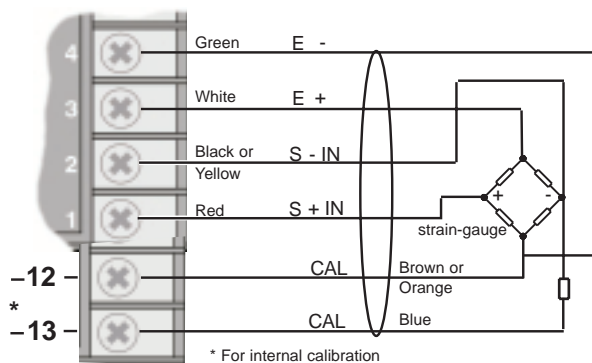 4 Green E -
3 White E +
2 Black or Yellow S - IN
1 Red S + IN
+ -
strain-gauge
–12 CAL Brown or Orange
*
–13 CAL Blue
* For internal calibration